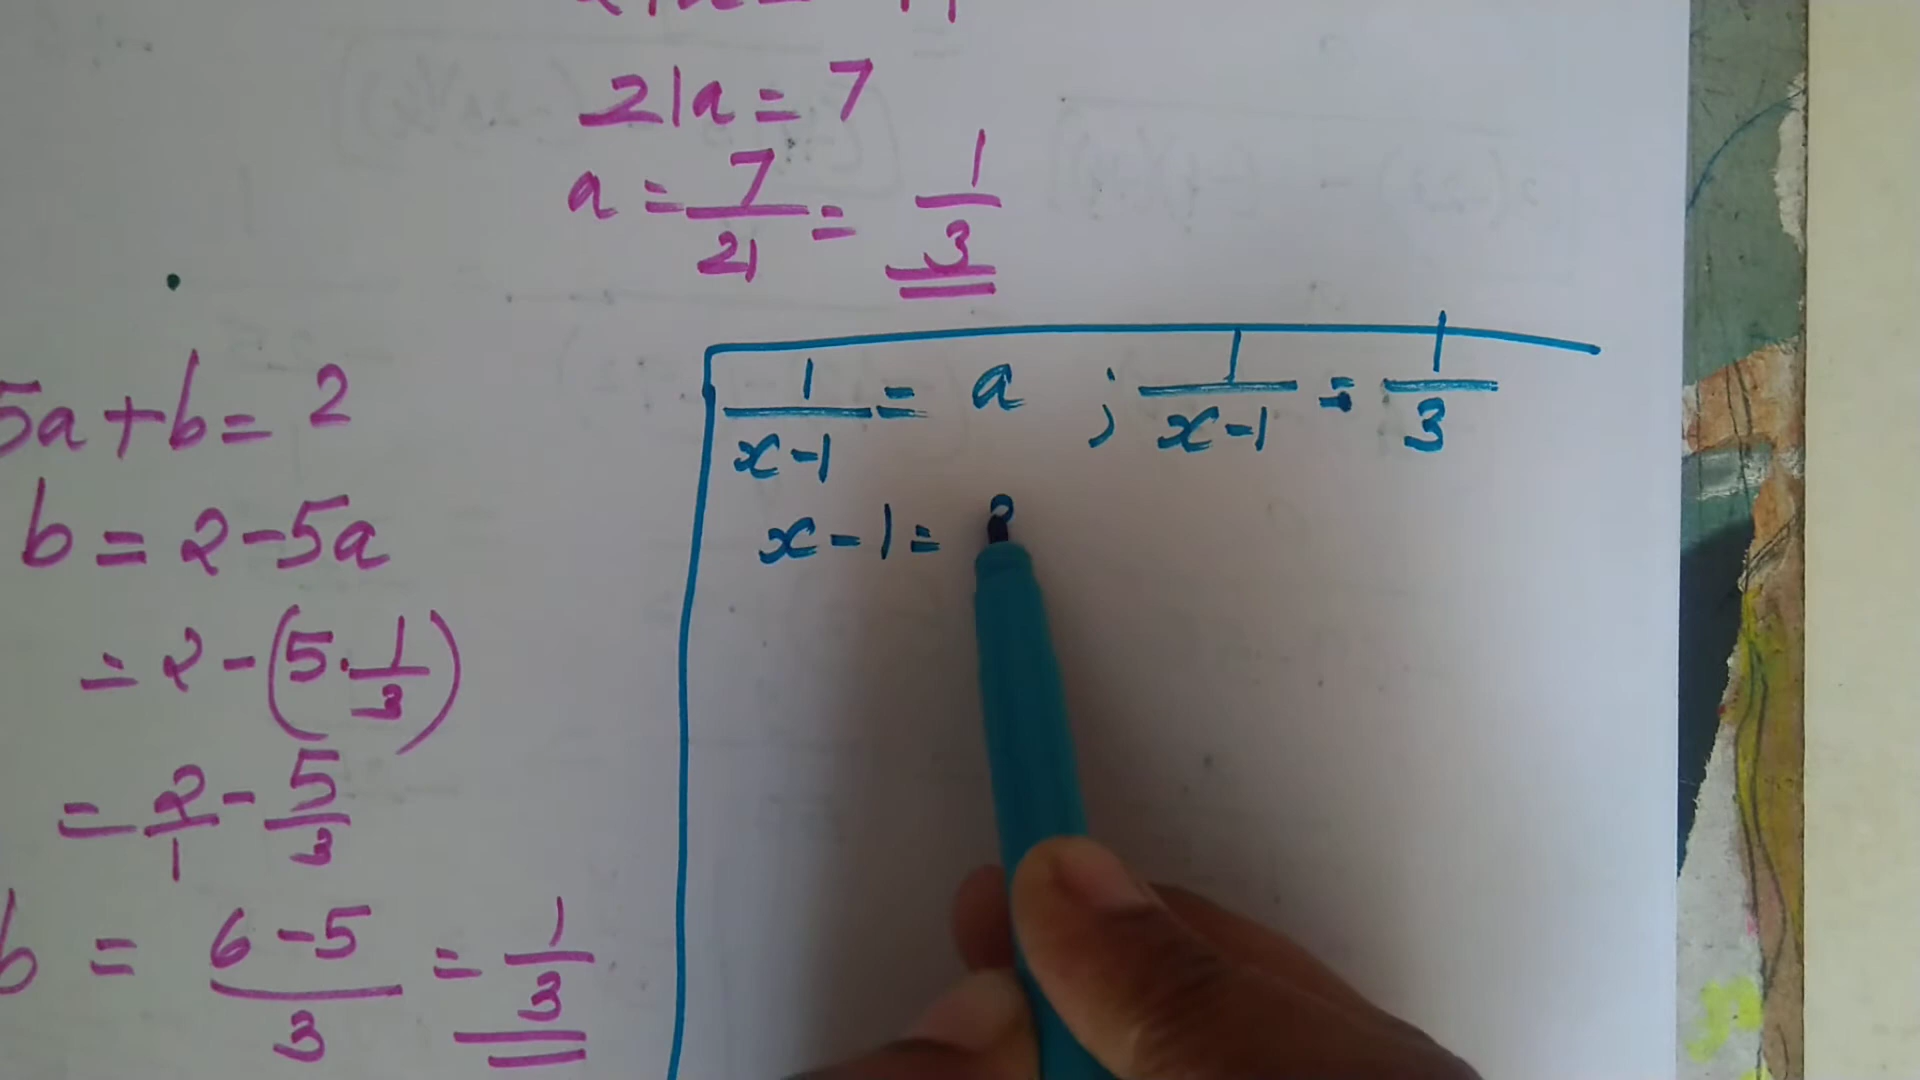 21a = 7
a = 7/21 = 1/3
5a + b = 2
b = 2 - 5a
= 2 - (5 . 1/3)
= 2/1 - 5/3
b = (6 - 5)/3 = 1/3
1/(x-1) = a ; 1/(x-1) = 1/3
x - 1 =